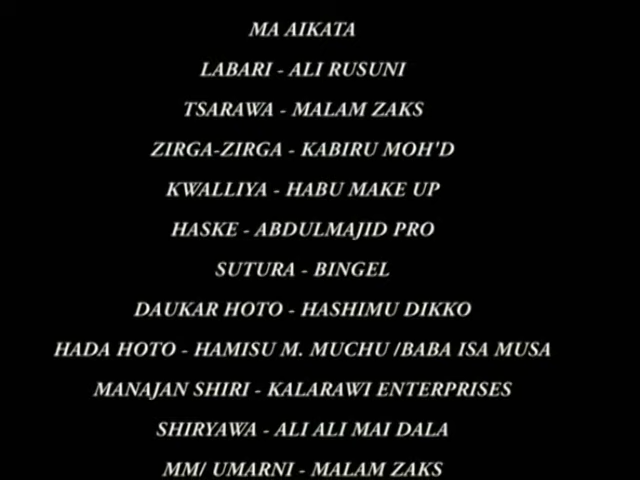 MA AIKATA
LABARI - ALI RUSUNI
TSARAWA - MALAM ZAKS
ZIRGA-ZIRGA - KABIRU MOH'D
KWALLIYA - HABU MAKE UP
HASKE - ABDULMAJID PRO
SUTURA - BINGEL
DAUKAR HOTO - HASHIMU DIKKO
HADA HOTO - HAMISU M. MUCHU /BABA ISA MUSA
MANAJAN SHIRI - KALARAWI ENTERPRISES
SHIRYAWA - ALI ALI MAI DALA
MM/ UMARNI - MALAM ZAKS